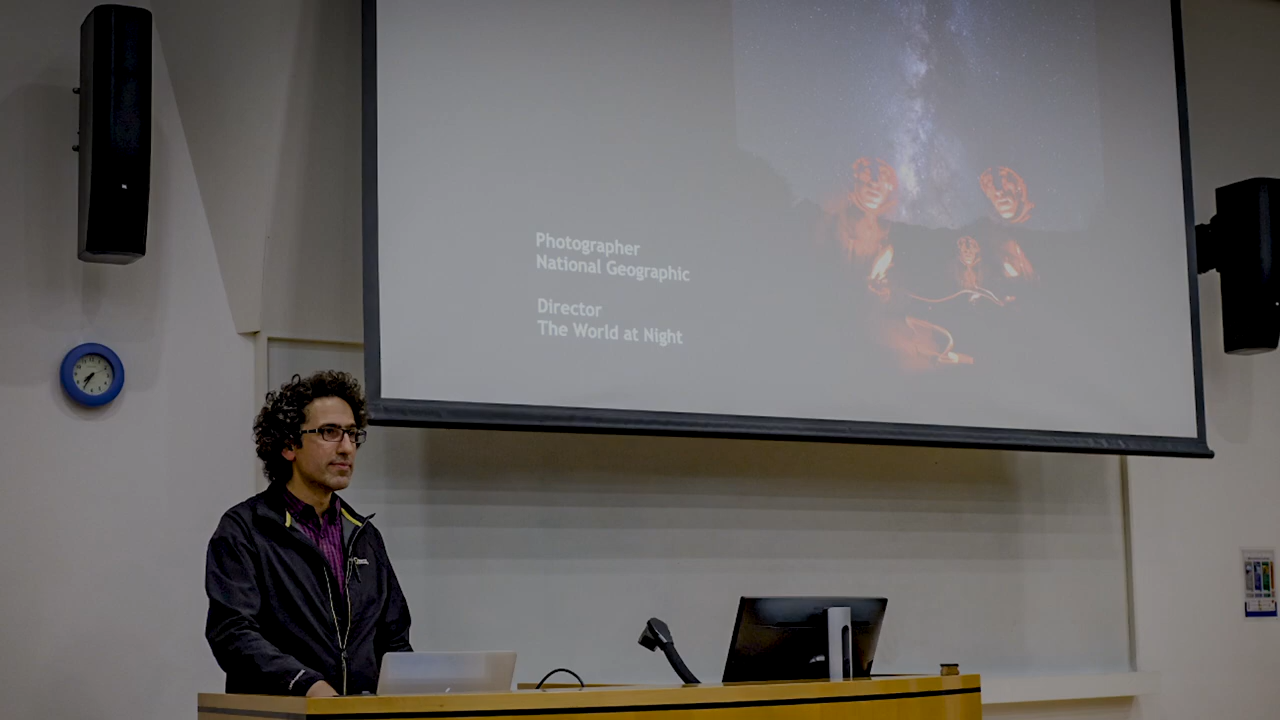 Photographer
National Geographic
Director
The World at Night